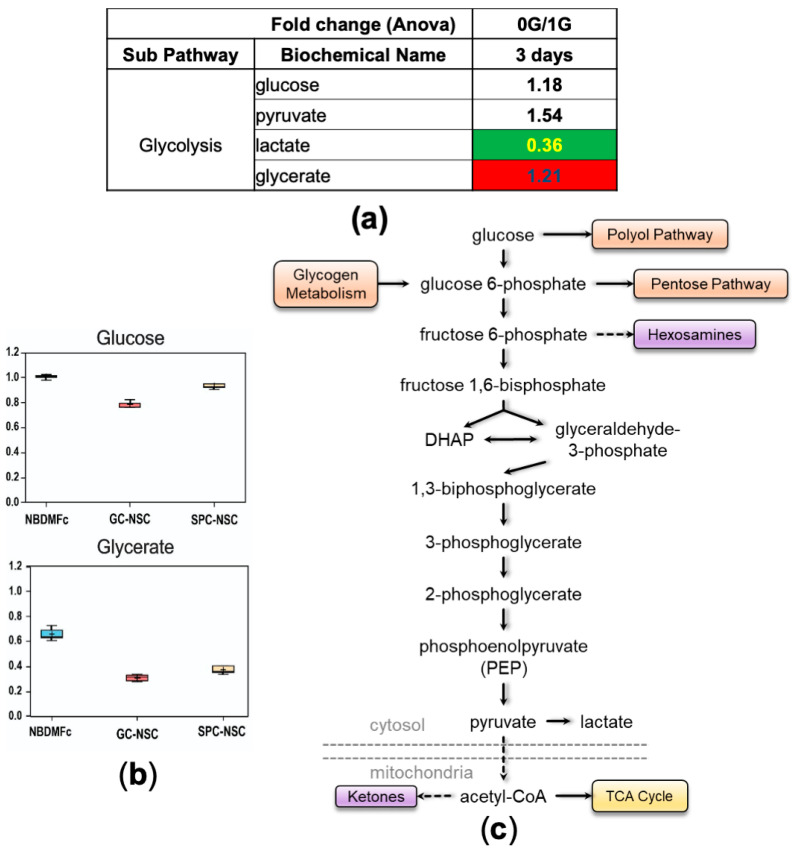 Fold change (Anova) 0G/1G
Sub Pathway Biochemical Name 3 days
glucose 1.18
pyruvate 1.54
Glycolysis lactate 0.36
glycerate 1.21
(a)
glucose Polyol Pathway
Glycogen
Metabolism
glucose 6-phosphate Pentose Pathway
fructose 6-phosphate Hexosamines
fructose 1,6-bisphosphate
DHAP
glyceraldehyde-
3-phosphate
1,3-biphosphoglycerate
3-phosphoglycerate
2-phosphoglycerate
phosphoenolpyruvate
(PEP)
cytosol pyruvate lactate
mitochondria
Ketones acetyl-CoA TCA Cycle
(c)
Glucose
1.2
1.0
0.8
0.6
0.4
0.2
0.0
NBDMFc GC-NSC SPC-NSC
Glycerate
1.2
1.0
0.8
0.6
0.4
0.2
0.0
NBDMFc GC-NSC SPC-NSC
(b)